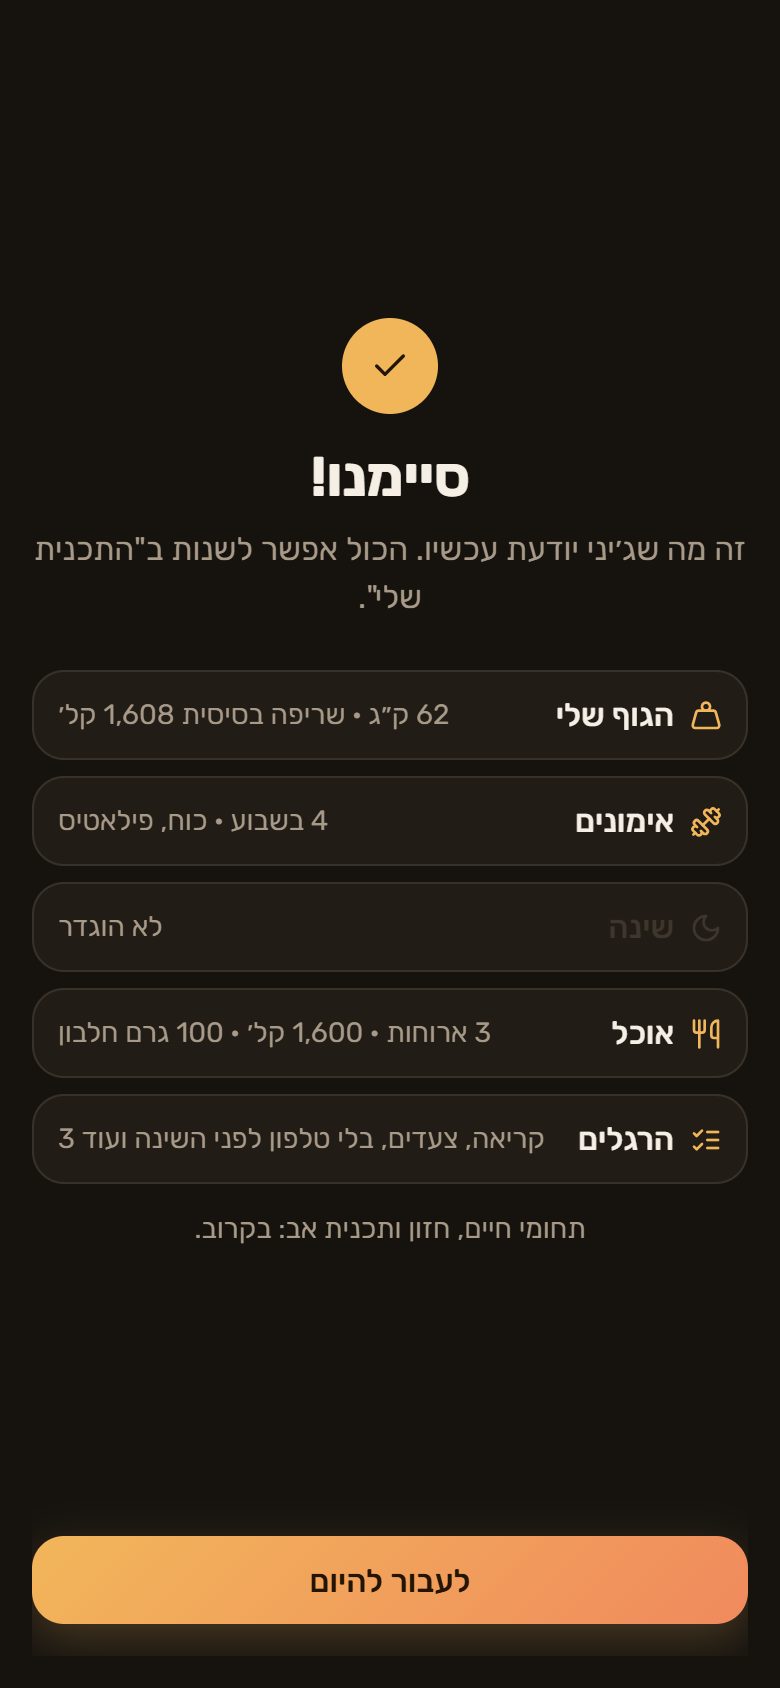 סיימנו!
זה מה שג׳יני יודעת עכשיו. הכול אפשר לשנות ב"התכנית
שלי".
הגוף שלי 62 ק״ג • שריפה בסיסית 1,608 קל׳
אימונים 4 בשבוע • כוח, פילאטיס
שינה לא הוגדר
אוכל 3 ארוחות • 1,600 קל׳ • 100 גרם חלבון
הרגלים קריאה, צעדים, בלי טלפון לפני השינה ועוד 3
תחומי חיים, חזון ותכנית אב: בקרוב.
לעבור להיום